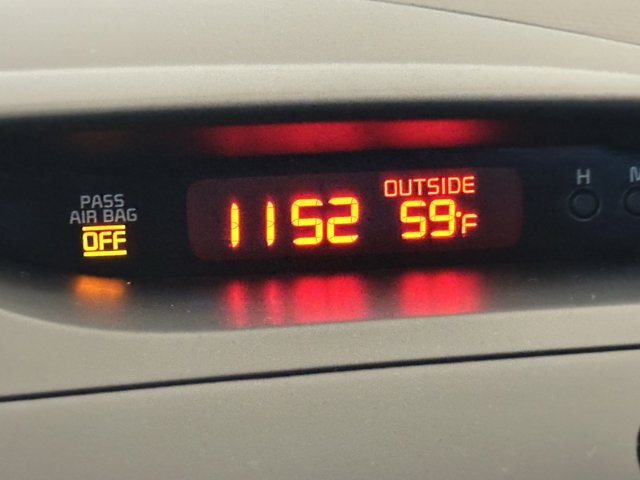 PASS
AIR BAG
OFF
1152
OUTSIDE
59°F
H
M